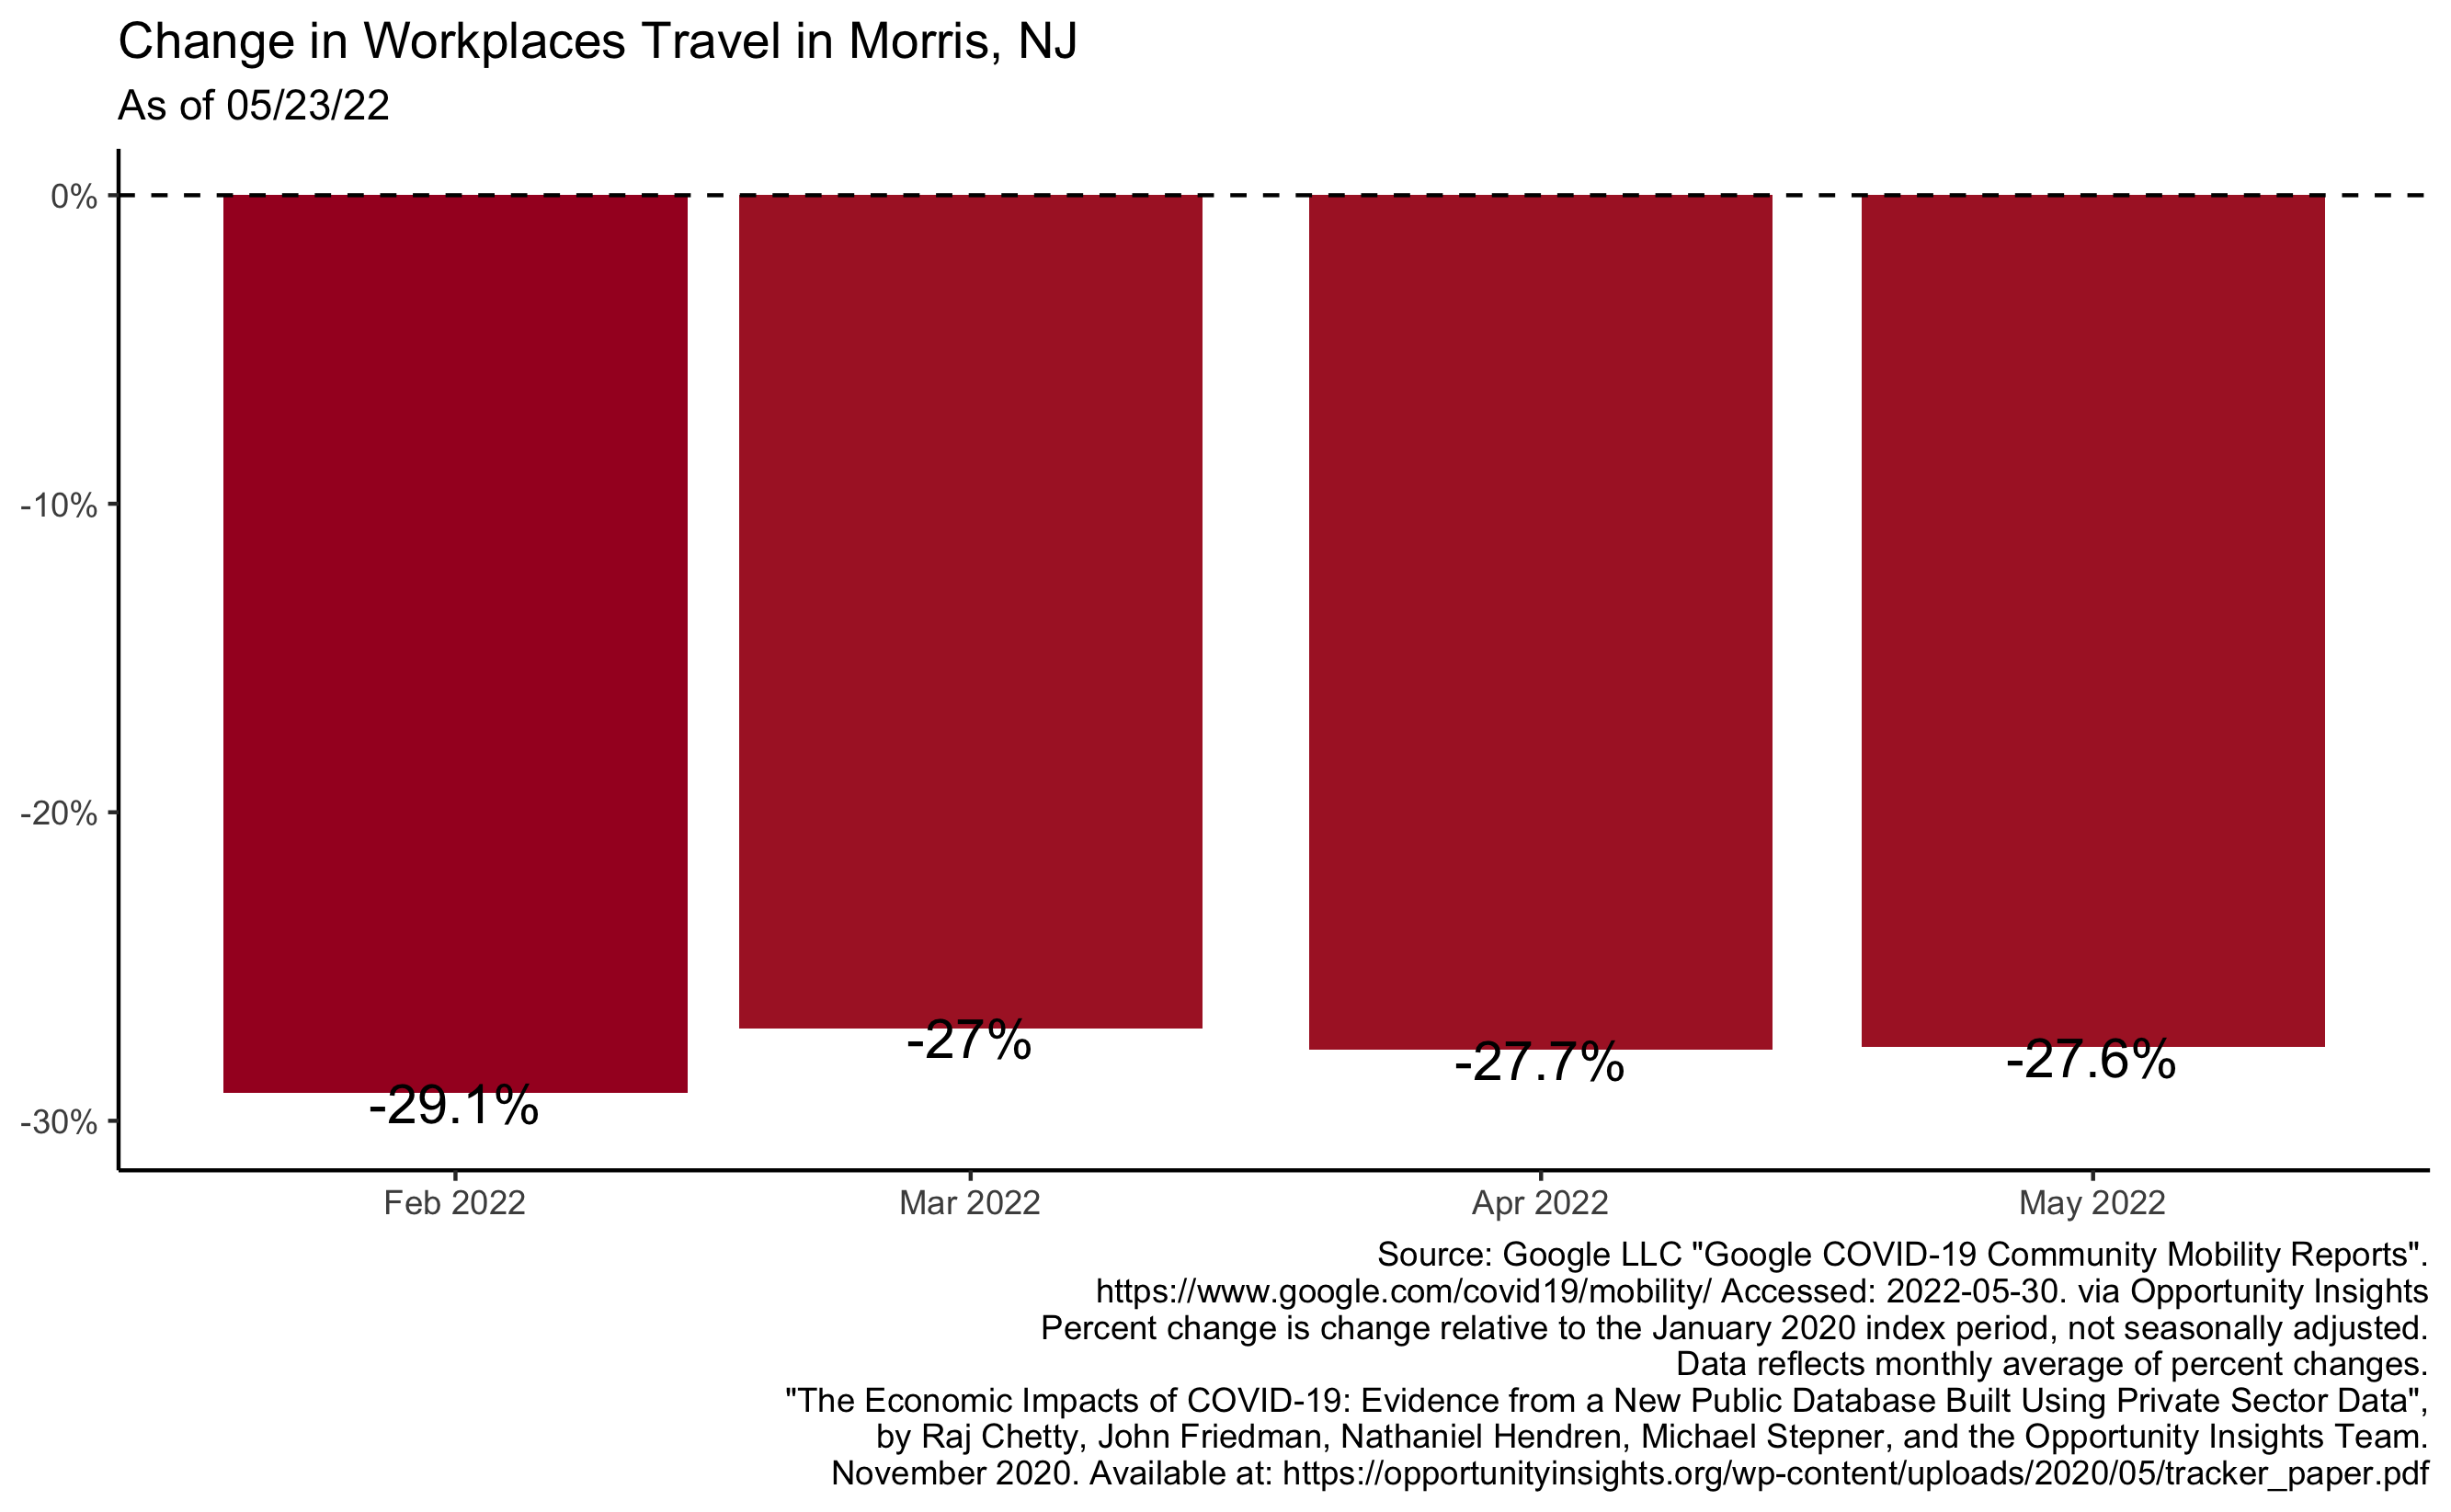 Change in Workplaces Travel in Morris, NJ
As of 05/23/22
0%
-10%
-20%
-30%
-29.1%
-27%
-27.7%
-27.6%
Feb 2022
Mar 2022
Apr 2022
May 2022
Source: Google LLC "Google COVID-19 Community Mobility Reports".
https://www.google.com/covid19/mobility/ Accessed: 2022-05-30. via Opportunity Insights
Percent change is change relative to the January 2020 index period, not seasonally adjusted.
Data reflects monthly average of percent changes.
"The Economic Impacts of COVID-19: Evidence from a New Public Database Built Using Private Sector Data",
by Raj Chetty, John Friedman, Nathaniel Hendren, Michael Stepner, and the Opportunity Insights Team.
November 2020. Available at: https://opportunityinsights.org/wp-content/uploads/2020/05/tracker_paper.pdf